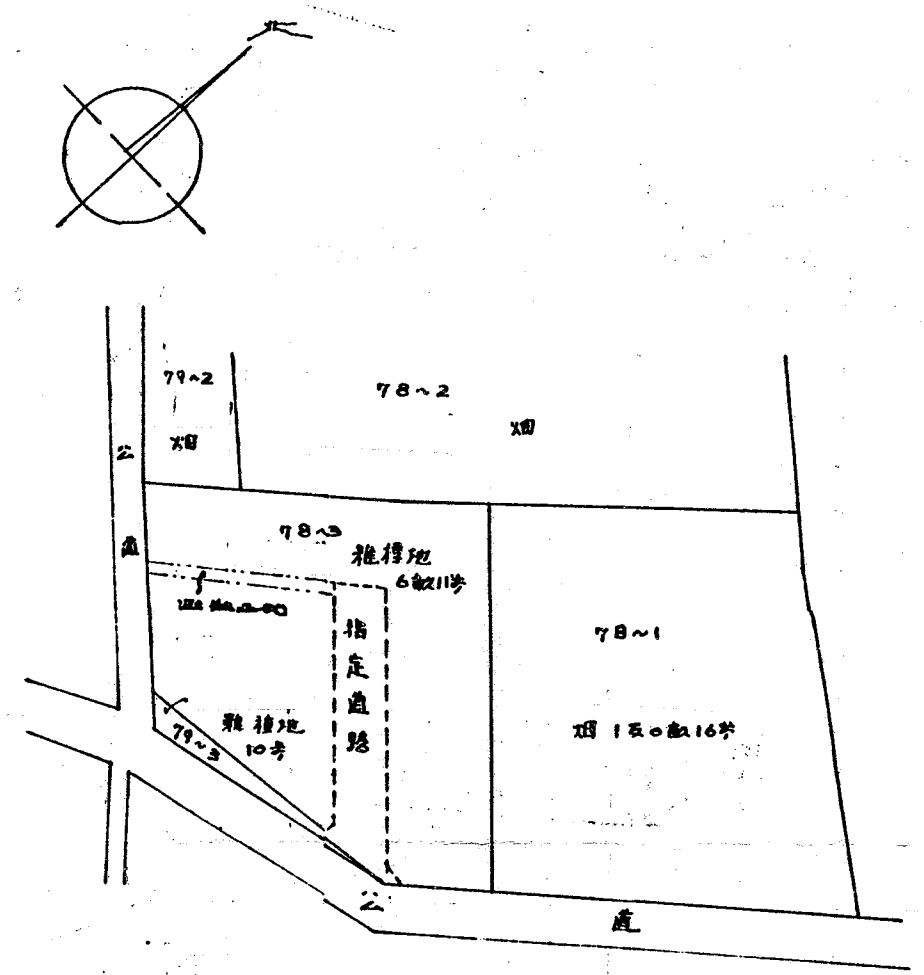 北
79~2
畑
78~2
畑
公
道
78~3
雑種地
6畝11歩
指定道路
雑種地
10歩
79~3
78~1
畑 1反0畝16歩
公
道